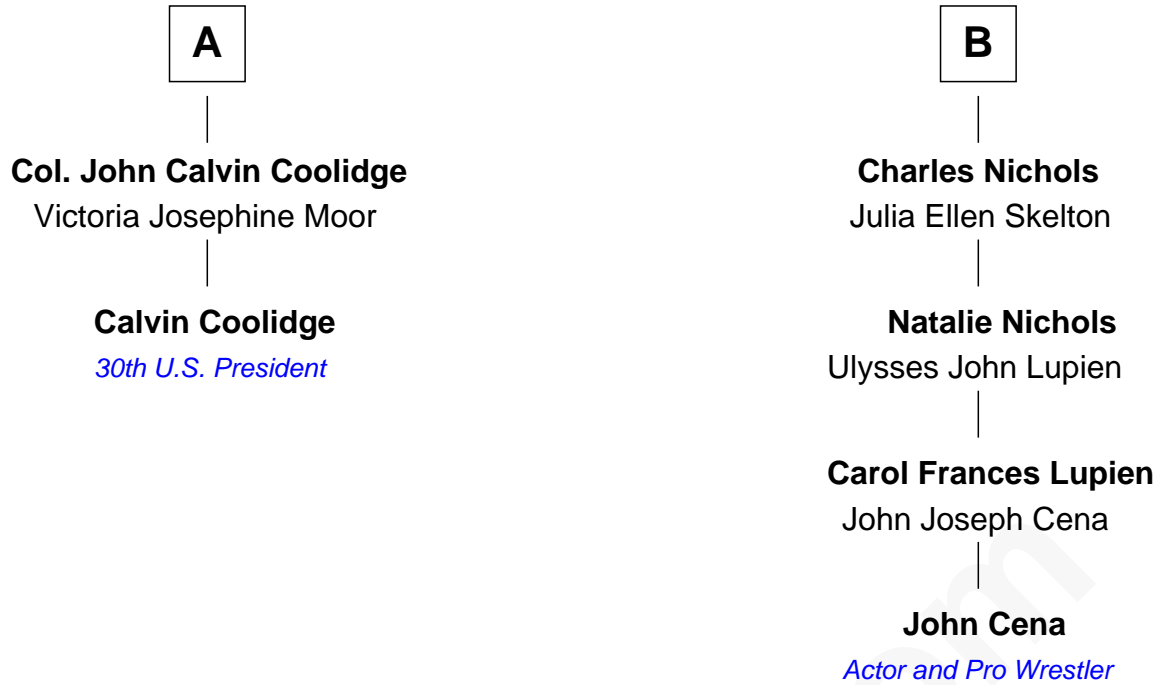 A
Col. John Calvin Coolidge
Victoria Josephine Moor
Calvin Coolidge
30th U.S. President
B
Charles Nichols
Julia Ellen Skelton
Natalie Nichols
Ulysses John Lupien
Carol Frances Lupien
John Joseph Cena
John Cena
Actor and Pro Wrestler